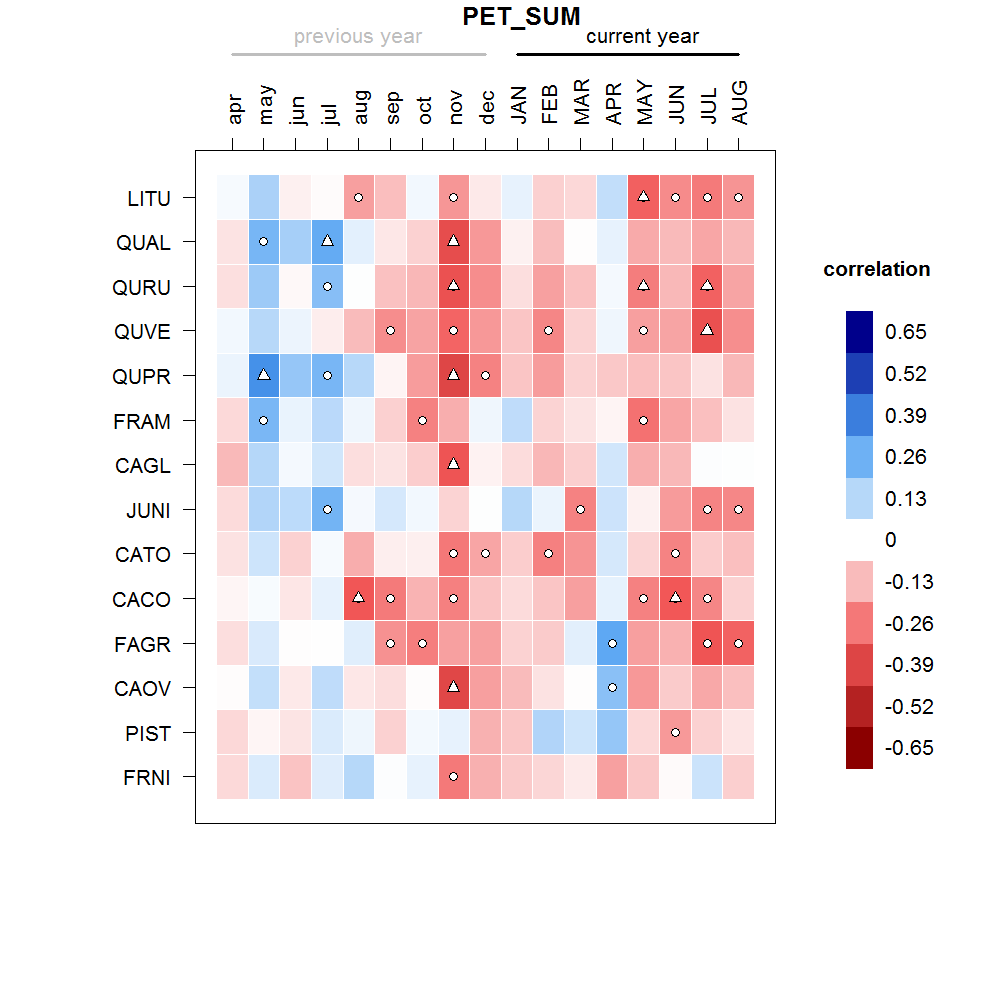 PET_SUM
previous year current year
apr may jun jul aug sep oct nov dec JAN FEB MAR APR MAY JUN JUL AUG
LITU
QUAL
QURU
QUVE
QUPR
FRAM
CAGL
JUNI
CATO
CACO
FAGR
CAOV
PIST
FRNI
correlation
0.65
0.52
0.39
0.26
0.13
0
-0.13
-0.26
-0.39
-0.52
-0.65